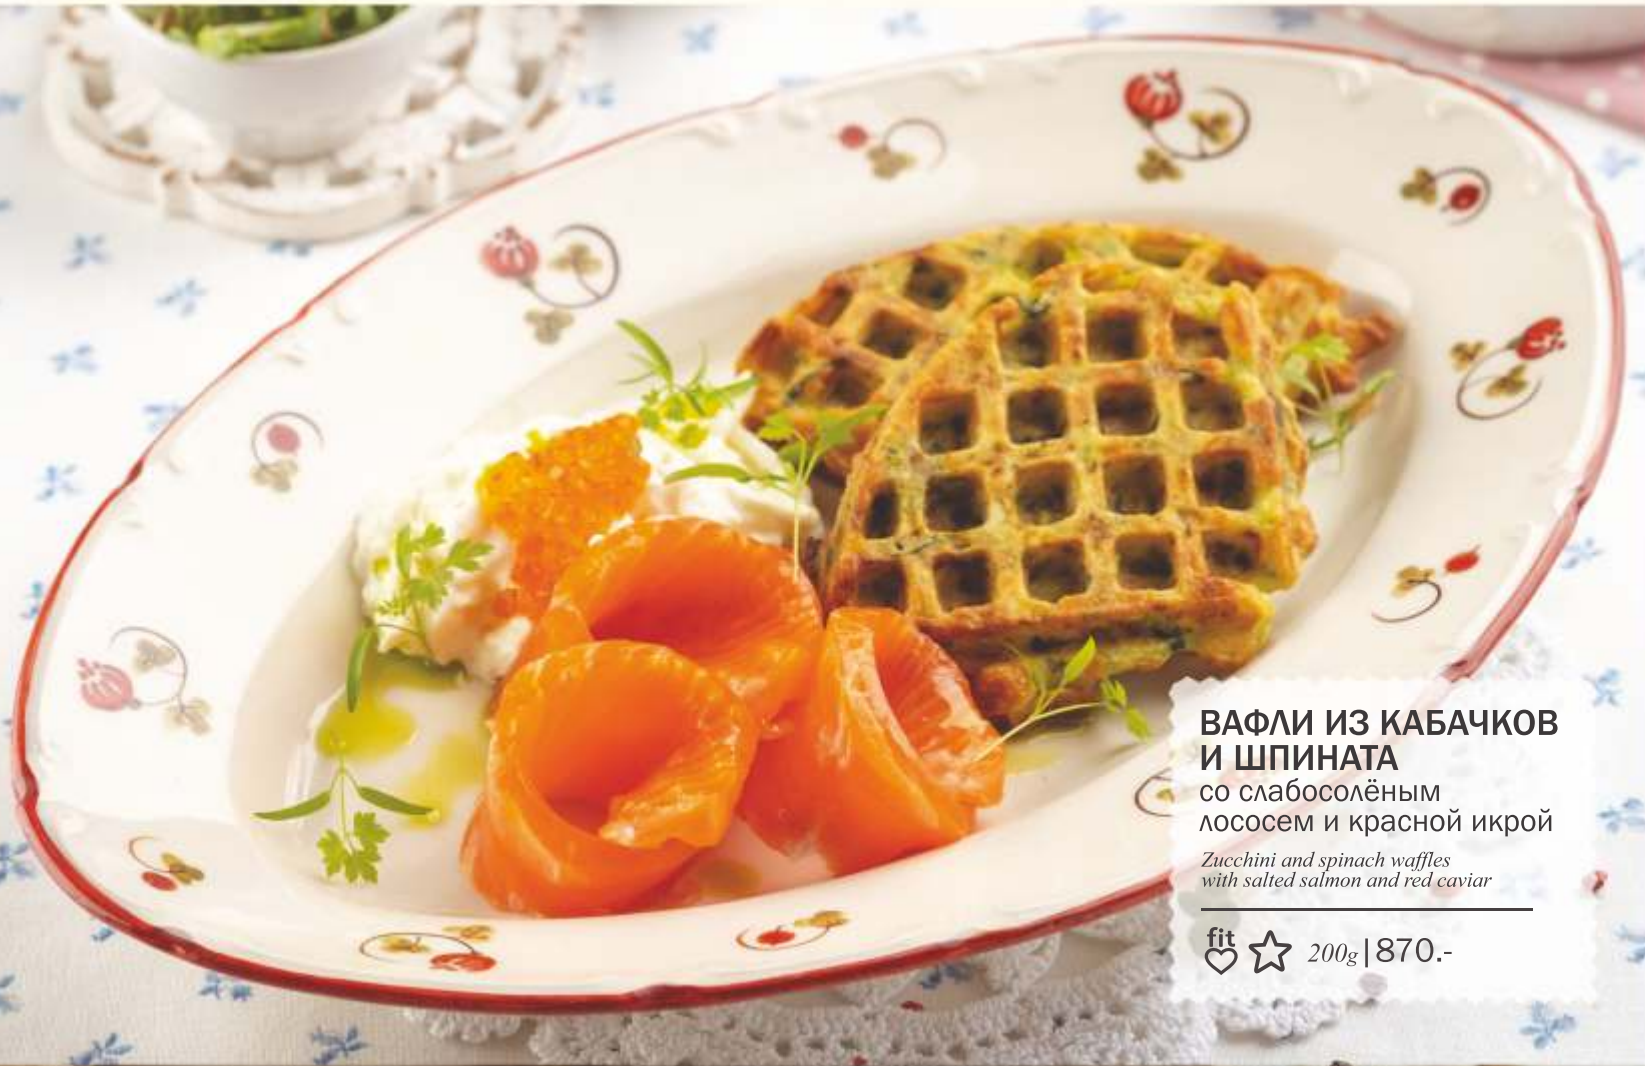 ВАФЛИ ИЗ КАБАЧКОВ
И ШПИНАТА
со слабосолёным
лососем и красной икрой
Zucchini and spinach waffles
with salted salmon and red caviar
fit
200g | 870.-